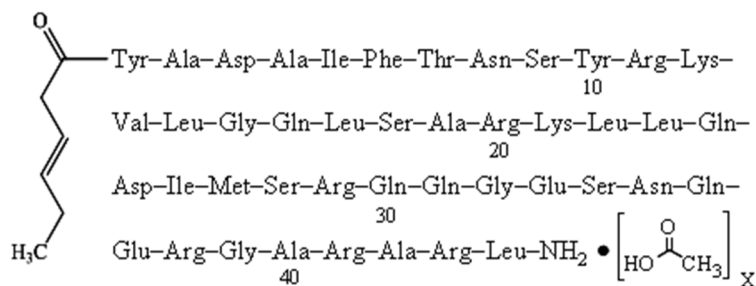 O
Tyr–Ala–Asp–Ala–Ile–Phe–Thr–Asn–Ser–Tyr–Arg–Lys–
10
Val–Leu–Gly–Gln–Leu–Ser–Ala–Arg–Lys–Leu–Leu–Gln–
20
Asp–Ile–Met–Ser–Arg–Gln–Gln–Gly–Glu–Ser–Asn–Gln–
30
H₃C Glu–Arg–Gly–Ala–Arg–Ala–Arg–Leu–NH₂ • [ O HO CH₃ ] X
40